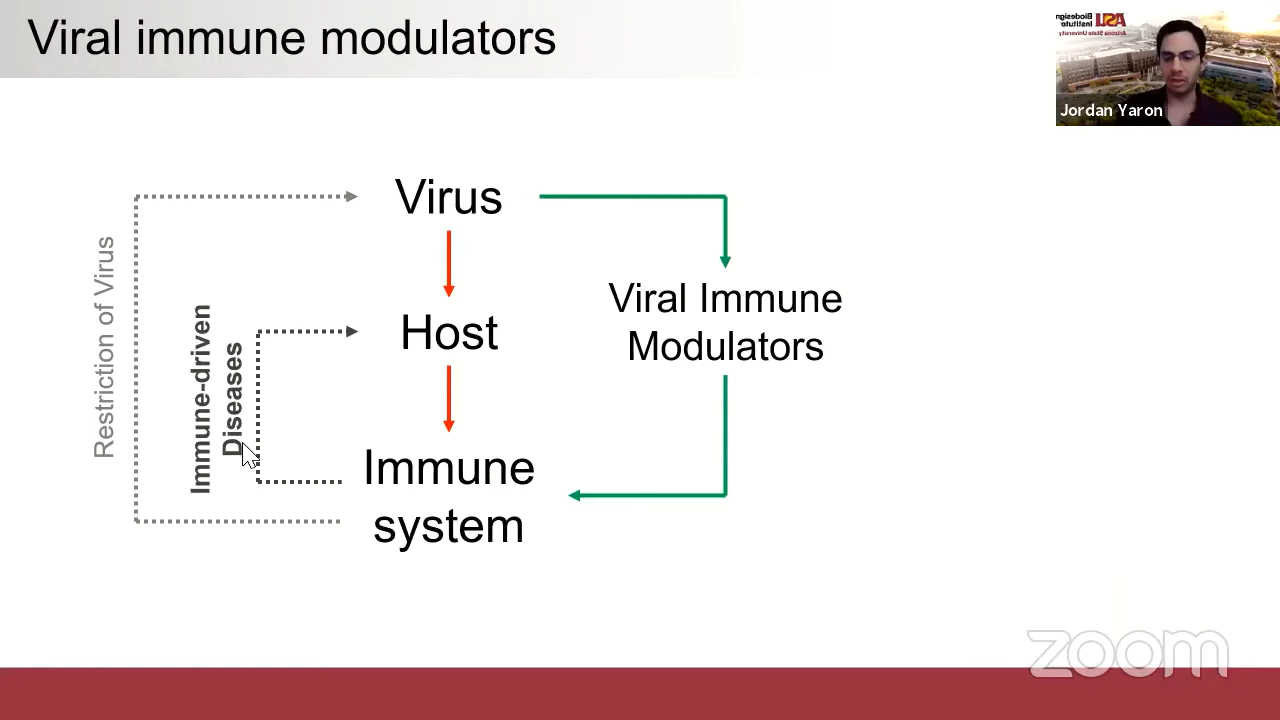 Viral immune modulators
Biodesign
Institute
ASU
Arizona State University
Jordan Yaron
Virus
Host
Immune
system
Viral Immune
Modulators
Restriction of Virus
Immune-driven
Diseases
zoom